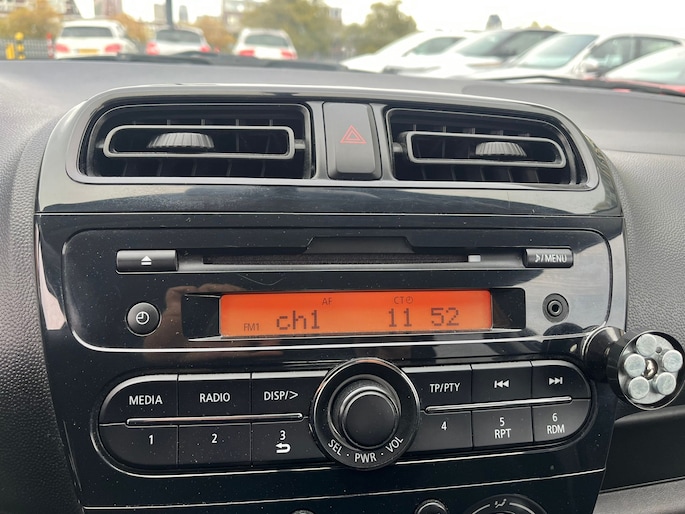 ▷/MENU
AF CT
FM1 ch1 11 52
MEDIA RADIO DISP/> TP/PTY
1 2 3 4 5 RPT 6 RDM
SEL · PWR · VOL